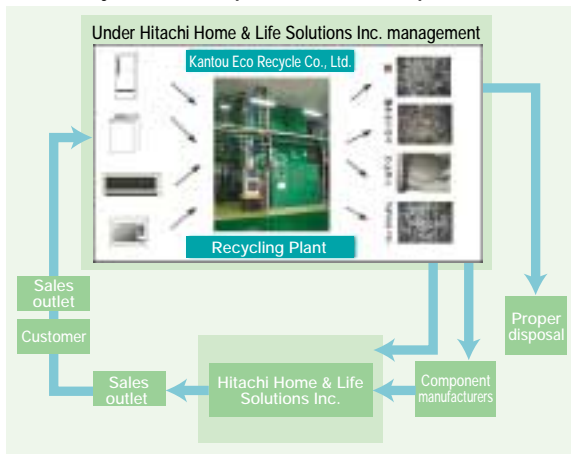 Under Hitachi Home & Life Solutions Inc. management
Kantou Eco Recycle Co., Ltd.
Recycling Plant
Sales
outlet
Customer
Sales
outlet
Hitachi Home & Life
Solutions Inc.
Component
manufacturers
Proper
disposal